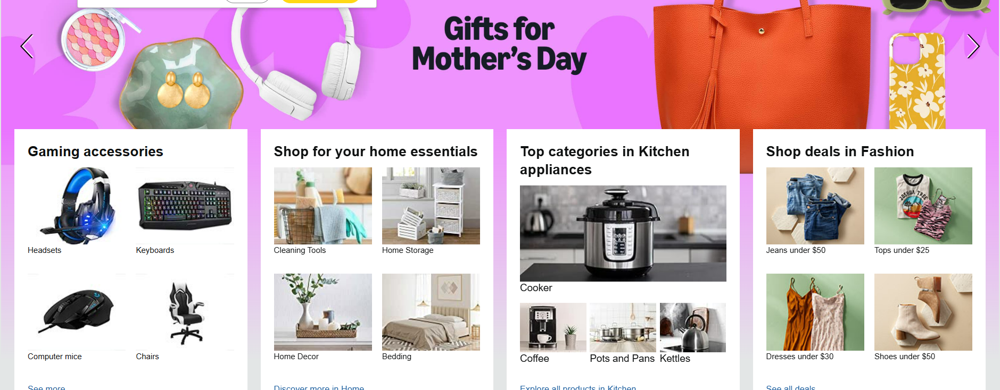 Gifts for
Mother's Day
Gaming accessories
Headsets
Keyboards
Computer mice
Chairs
See more
Shop for your home essentials
Cleaning Tools
Home Storage
Home Decor
Bedding
Discover more in Home
Top categories in Kitchen
appliances
Cooker
Coffee
Pots and Pans
Kettles
Explore all products in Kitchen
Shop deals in Fashion
JOSHUA TREE
Jeans under $50
Tops under $25
Dresses under $30
Shoes under $50
See all deals